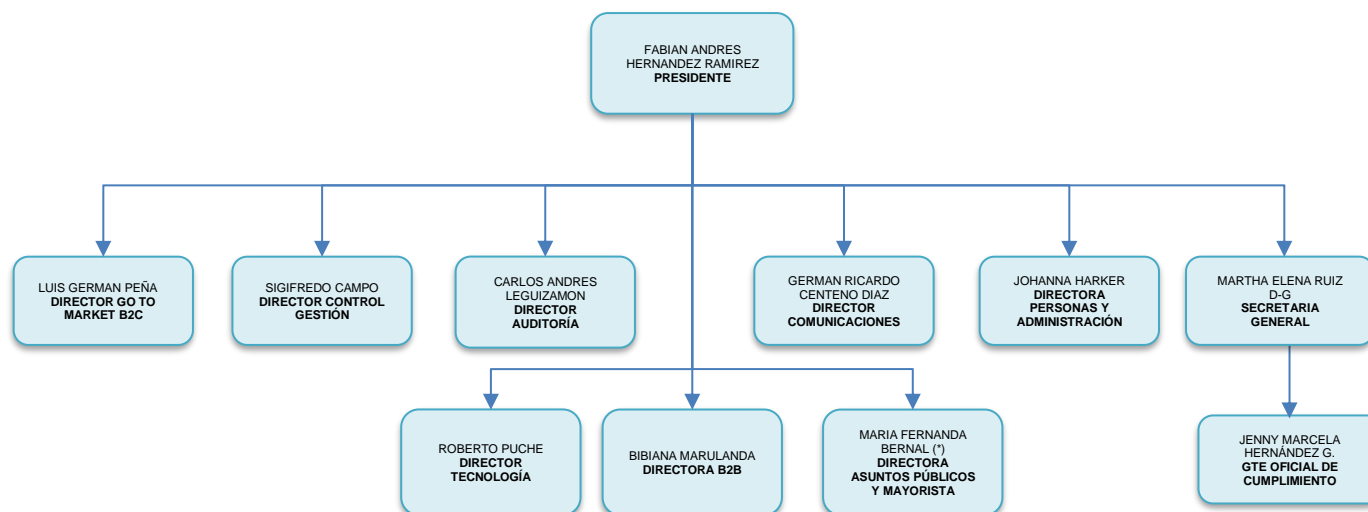 FABIAN ANDRES
HERNANDEZ RAMIREZ
PRESIDENTE
LUIS GERMAN PEÑA
DIRECTOR GO TO
MARKET B2C
SIGIFREDO CAMPO
DIRECTOR CONTROL
GESTIÓN
CARLOS ANDRES
LEGUIZAMON
DIRECTOR
AUDITORÍA
GERMAN RICARDO
CENTENO DIAZ
DIRECTOR
COMUNICACIONES
JOHANNA HARKER
DIRECTORA
PERSONAS Y
ADMINISTRACIÓN
MARTHA ELENA RUIZ
D-G
SECRETARIA
GENERAL
ROBERTO PUCHE
DIRECTOR
TECNOLOGÍA
BIBIANA MARULANDA
DIRECTORA B2B
MARIA FERNANDA
BERNAL (*)
DIRECTORA
ASUNTOS PÚBLICOS
Y MAYORISTA
JENNY MARCELA
HERNÁNDEZ G.
GTE OFICIAL DE
CUMPLIMIENTO